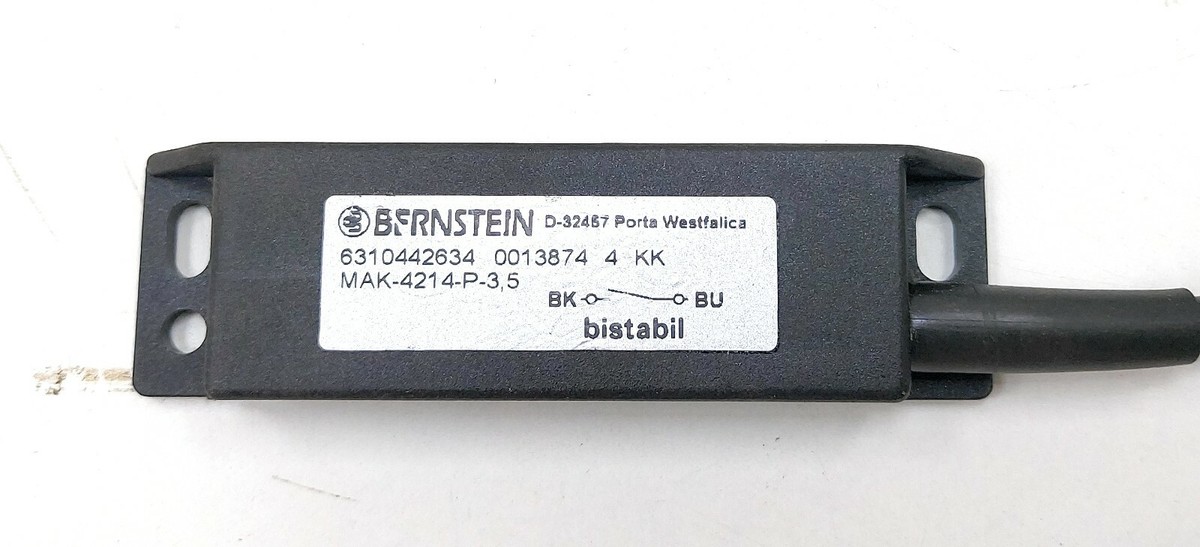 BERNSTEIN D-32457 Porta Westfalica
6310442634 0013874 4 KK
MAK-4214-P-3,5
BK BU
bistabil